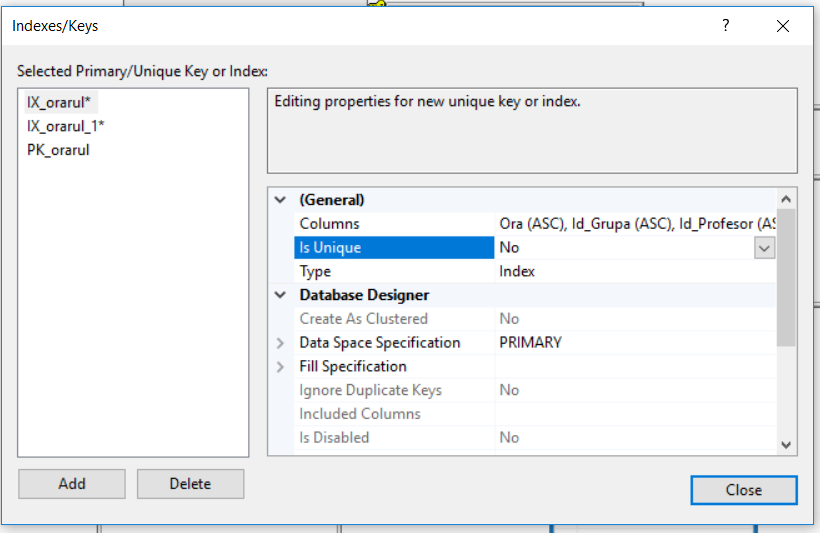 Indexes/Keys
?
Selected Primary/Unique Key or Index:
IX_orarul*
IX_orarul_1*
PK_orarul
Editing properties for new unique key or index.
(General)
Columns Ora (ASC), Id_Grupa (ASC), Id_Profesor (AS
Is Unique No
Type Index
Database Designer
Create As Clustered No
Data Space Specification PRIMARY
Fill Specification
Ignore Duplicate Keys No
Included Columns
Is Disabled No
Add Delete
Close